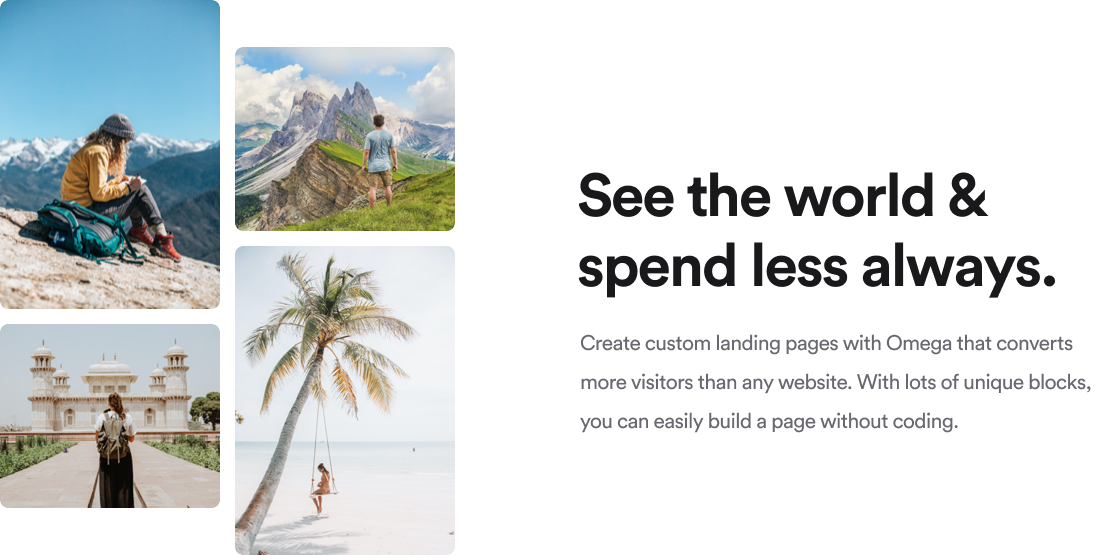 See the world &
spend less always.
Create custom landing pages with Omega that converts
more visitors than any website. With lots of unique blocks,
you can easily build a page without coding.